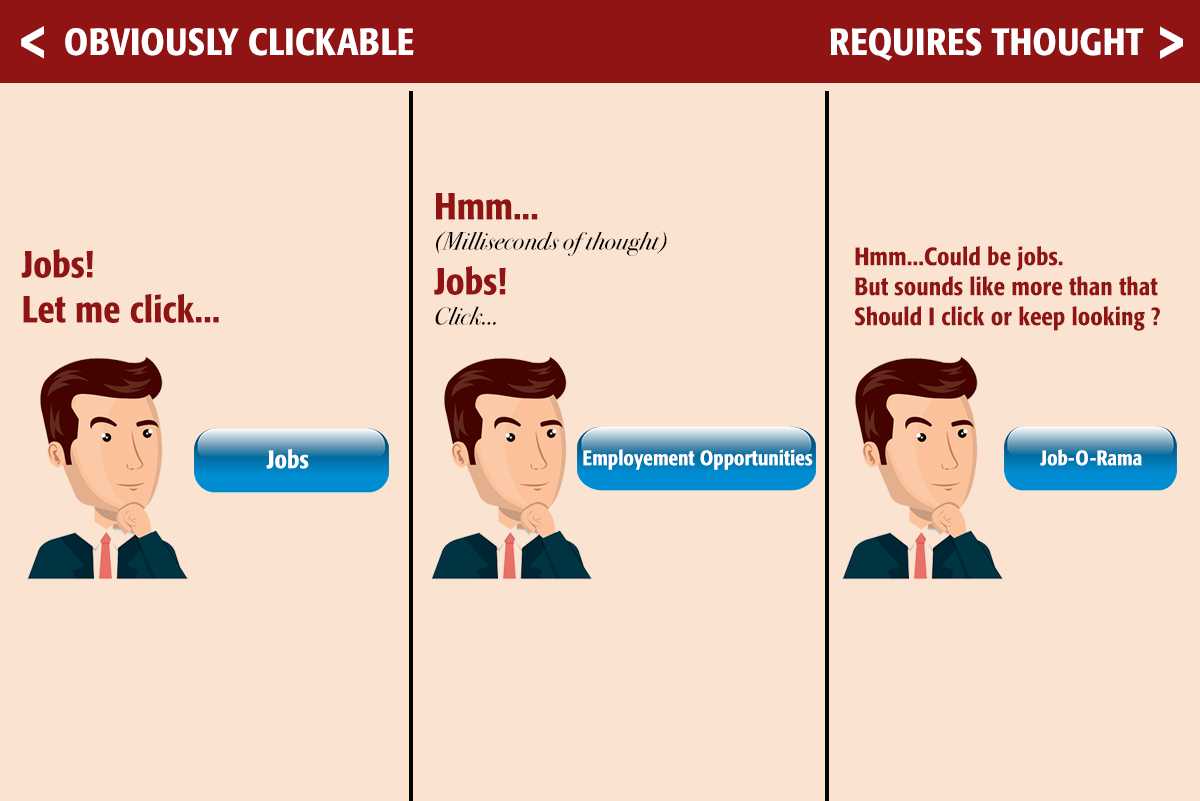 < OBVIOUSLY CLICKABLE
REQUIRES THOUGHT >
Jobs!
Let me click...
Jobs
Hmm...
(Milliseconds of thought)
Jobs!
Click...
Employement Opportunities
Hmm...Could be jobs.
But sounds like more than that
Should I click or keep looking ?
Job-O-Rama